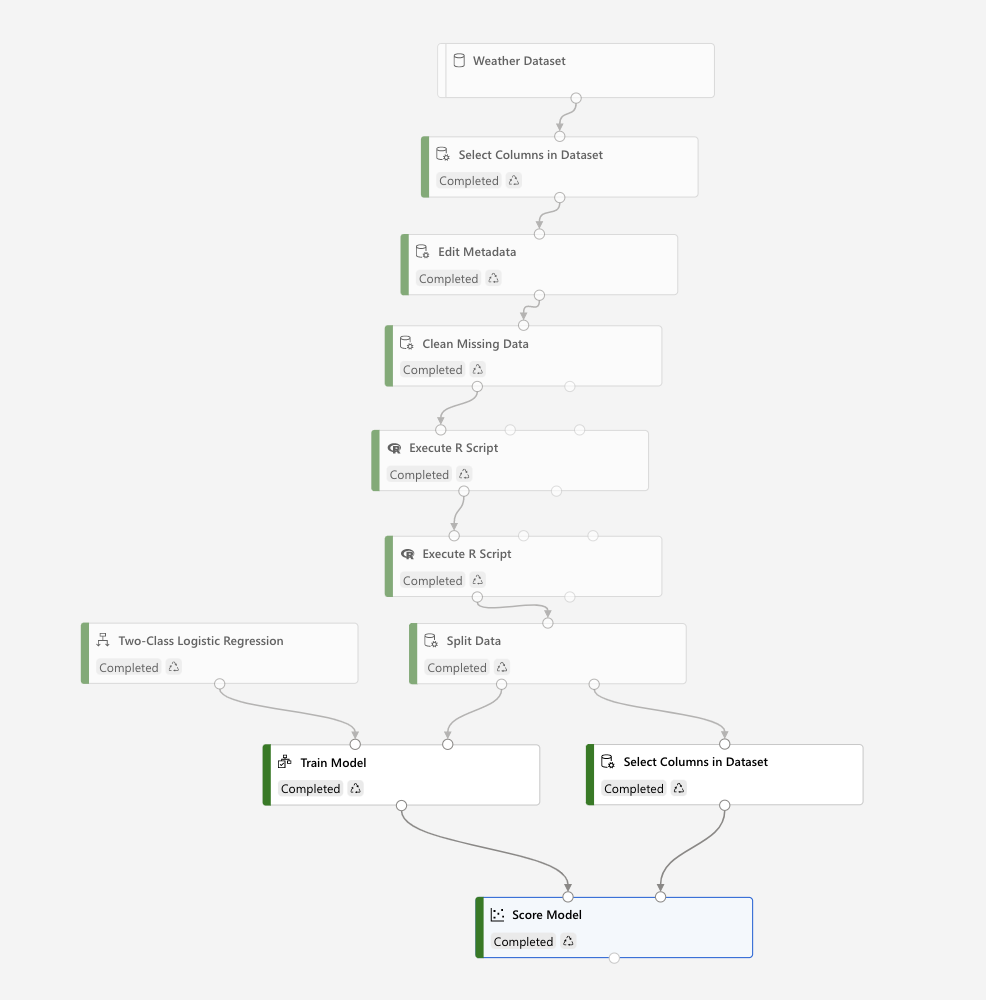 Weather Dataset
Select Columns in Dataset
Completed
Edit Metadata
Completed
Clean Missing Data
Completed
Execute R Script
Completed
Execute R Script
Completed
Two-Class Logistic Regression
Completed
Split Data
Completed
Train Model
Completed
Select Columns in Dataset
Completed
Score Model
Completed